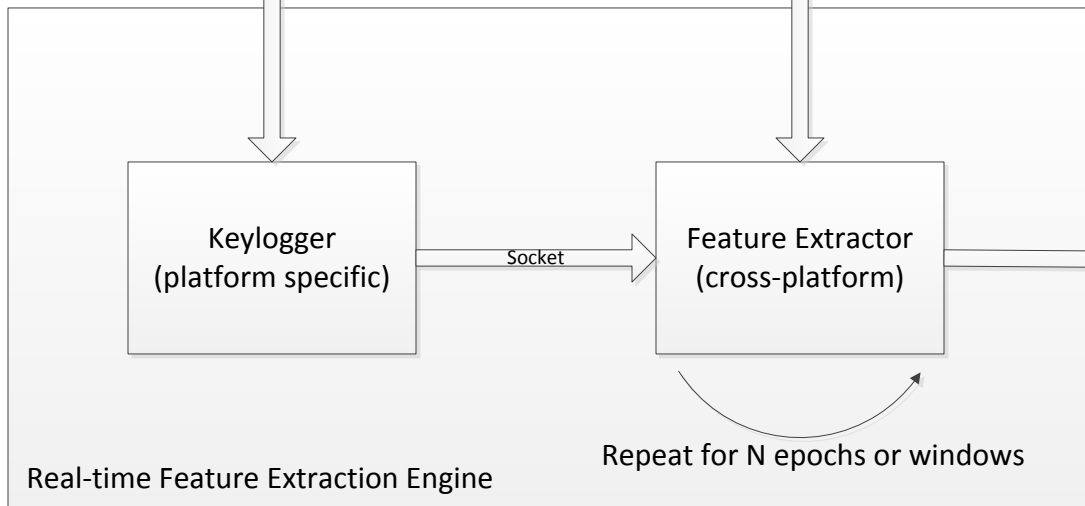 Keylogger
(platform specific)
Socket
Feature Extractor
(cross-platform)
Repeat for N epochs or windows
Real-time Feature Extraction Engine